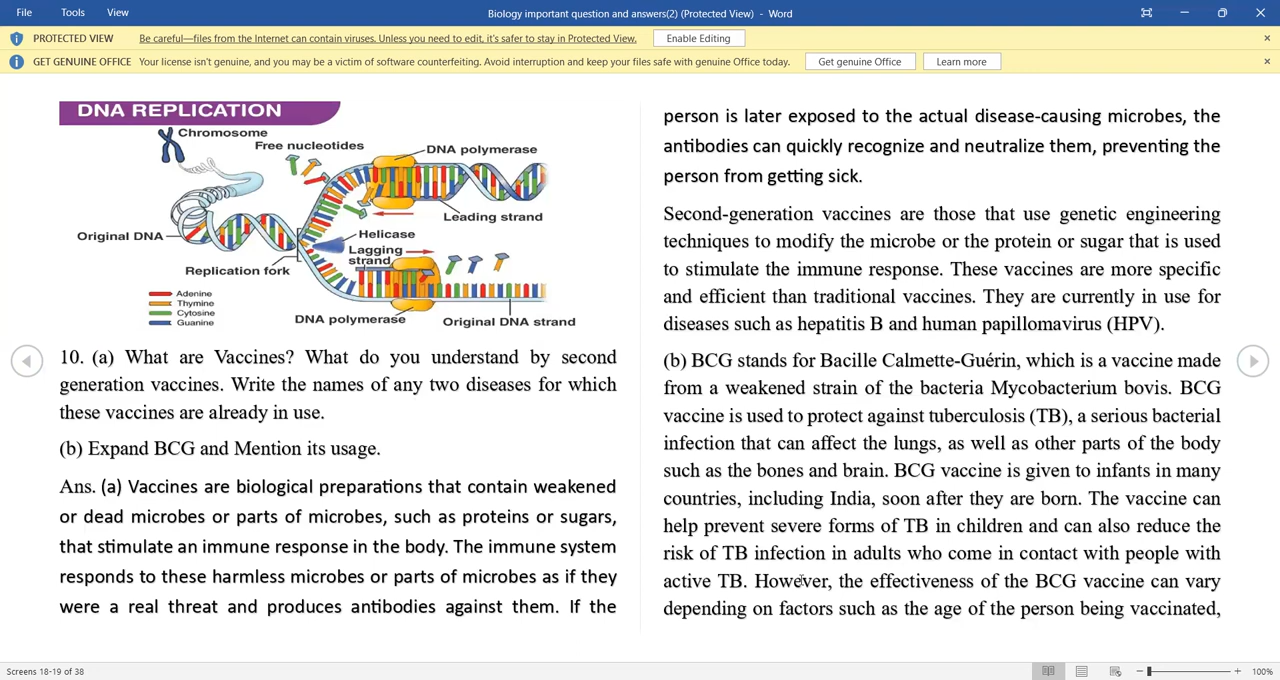 File Tools View Biology important question and answers(2) (Protected View) - Word
PROTECTED VIEW Be careful—files from the Internet can contain viruses. Unless you need to edit, it's safer to stay in Protected View. Enable Editing
GET GENUINE OFFICE Your license isn't genuine, and you may be a victim of software counterfeiting. Avoid interruption and keep your files safe with genuine Office today. Get genuine Office Learn more
DNA REPLICATION
Chromosome
Free nucleotides
DNA polymerase
Leading strand
Original DNA
Helicase
Lagging
strand
Replication fork
Adenine
Thymine
Cytosine
Guanine
DNA polymerase
Original DNA strand
10. (a) What are Vaccines? What do you understand by second
generation vaccines. Write the names of any two diseases for which
these vaccines are already in use.
(b) Expand BCG and Mention its usage.
Ans. (a) Vaccines are biological preparations that contain weakened
or dead microbes or parts of microbes, such as proteins or sugars,
that stimulate an immune response in the body. The immune system
responds to these harmless microbes or parts of microbes as if they
were a real threat and produces antibodies against them. If the
person is later exposed to the actual disease-causing microbes, the
antibodies can quickly recognize and neutralize them, preventing the
person from getting sick.
Second-generation vaccines are those that use genetic engineering
techniques to modify the microbe or the protein or sugar that is used
to stimulate the immune response. These vaccines are more specific
and efficient than traditional vaccines. They are currently in use for
diseases such as hepatitis B and human papillomavirus (HPV).
(b) BCG stands for Bacille Calmette-Guérin, which is a vaccine made
from a weakened strain of the bacteria Mycobacterium bovis. BCG
vaccine is used to protect against tuberculosis (TB), a serious bacterial
infection that can affect the lungs, as well as other parts of the body
such as the bones and brain. BCG vaccine is given to infants in many
countries, including India, soon after they are born. The vaccine can
help prevent severe forms of TB in children and can also reduce the
risk of TB infection in adults who come in contact with people with
active TB. However, the effectiveness of the BCG vaccine can vary
depending on factors such as the age of the person being vaccinated,
Screens 18-19 of 38
100%